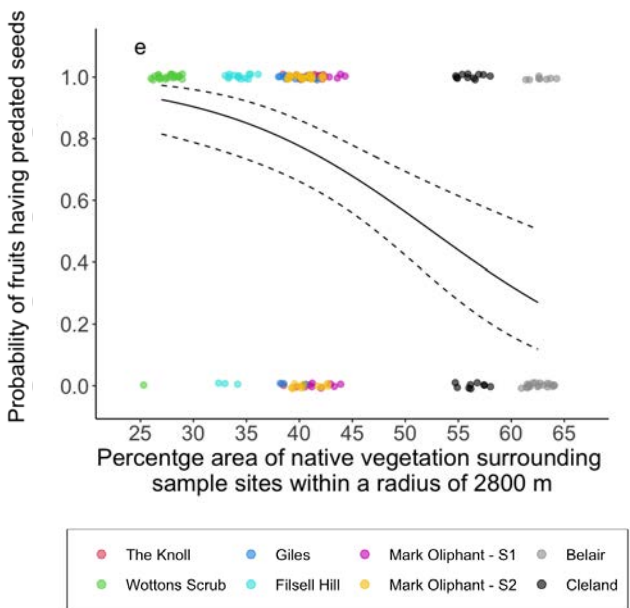 e
Probability of fruits having predated seeds
1.0
0.8
0.6
0.4
0.2
0.0
25 30 35 40 45 50 55 60 65
Percentge area of native vegetation surrounding
sample sites within a radius of 2800 m
The Knoll Giles Mark Oliphant - S1 Belair
Wottons Scrub Filsell Hill Mark Oliphant - S2 Cleland